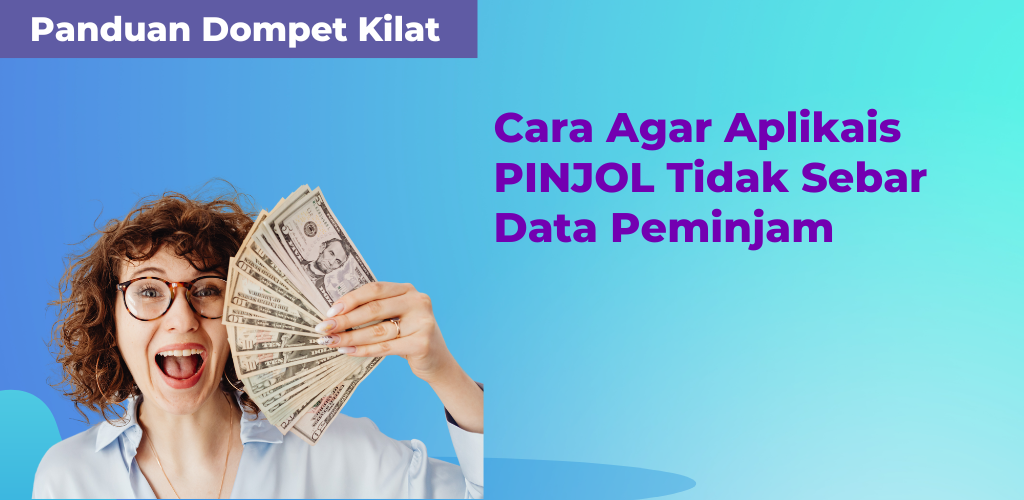 Panduan Dompet Kilat
Cara Agar Aplikais
PINJOL Tidak Sebar
Data Peminjam